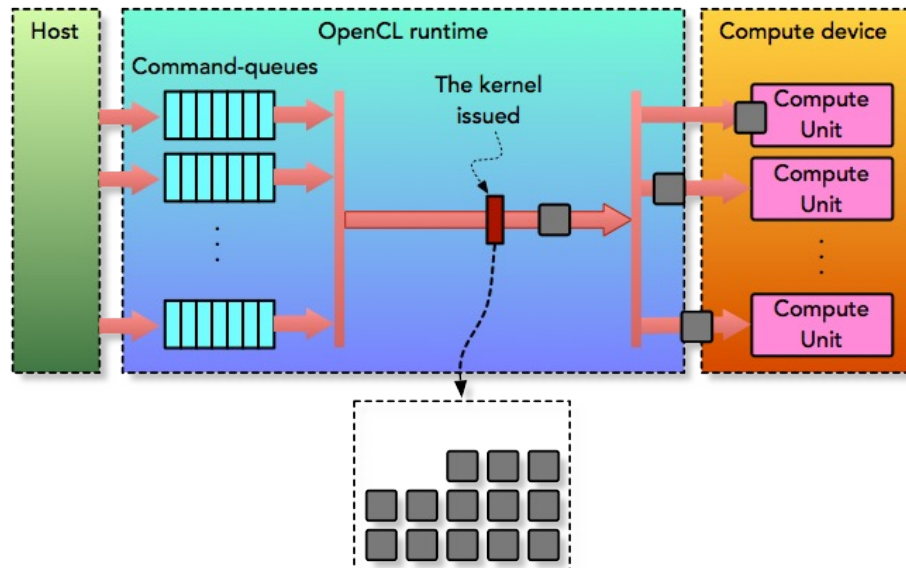 Host
OpenCL runtime
Compute device
Command-queues
The kernel
issued
Compute
Unit
Compute
Unit
Compute
Unit